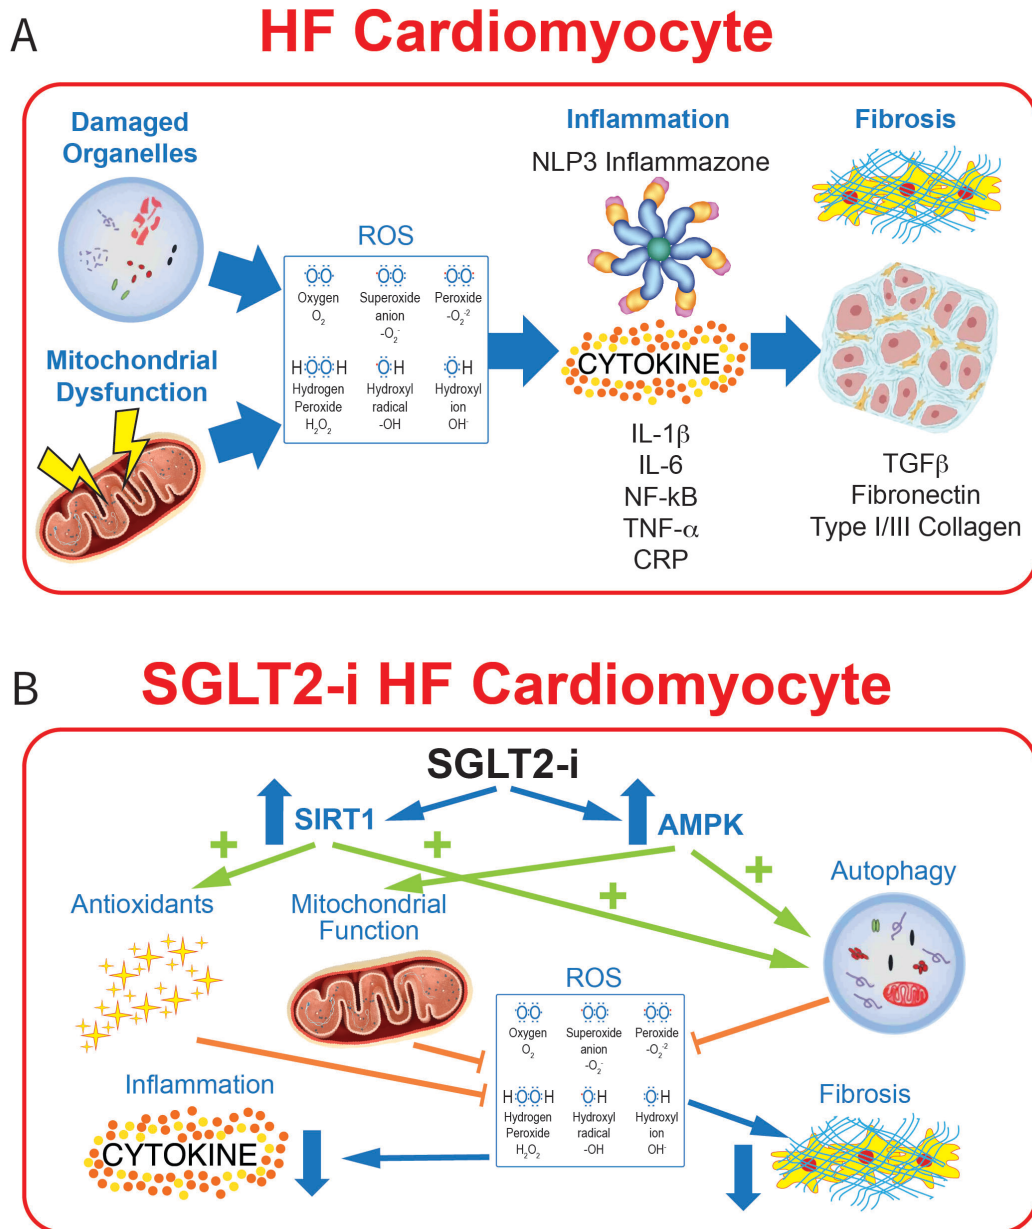 A
HF Cardiomyocyte
Damaged
Organelles
Mitochondrial
Dysfunction
ROS
Oxygen
O₂
Superoxide
anion
-O₂⁻
Peroxide
-O₂⁻²
H O O H
Hydrogen
Peroxide
H₂O₂
O H
Hydroxyl
radical
-OH
O H
Hydroxyl
ion
OH⁻
Inflammation
NLP3 Inflammazone
CYTOKINE
IL-1β
IL-6
NF-kB
TNF-α
CRP
Fibrosis
TGFβ
Fibronectin
Type I/III Collagen
B
SGLT2-i HF Cardiomyocyte
SGLT2-i
SIRT1
AMPK
+
+
+
+
Antioxidants
Mitochondrial
Function
Autophagy
ROS
Oxygen
O₂
Superoxide
anion
-O₂⁻
Peroxide
-O₂⁻²
H O O H
Hydrogen
Peroxide
H₂O₂
O H
Hydroxyl
radical
-OH
O H
Hydroxyl
ion
OH⁻
Inflammation
CYTOKINE
Fibrosis